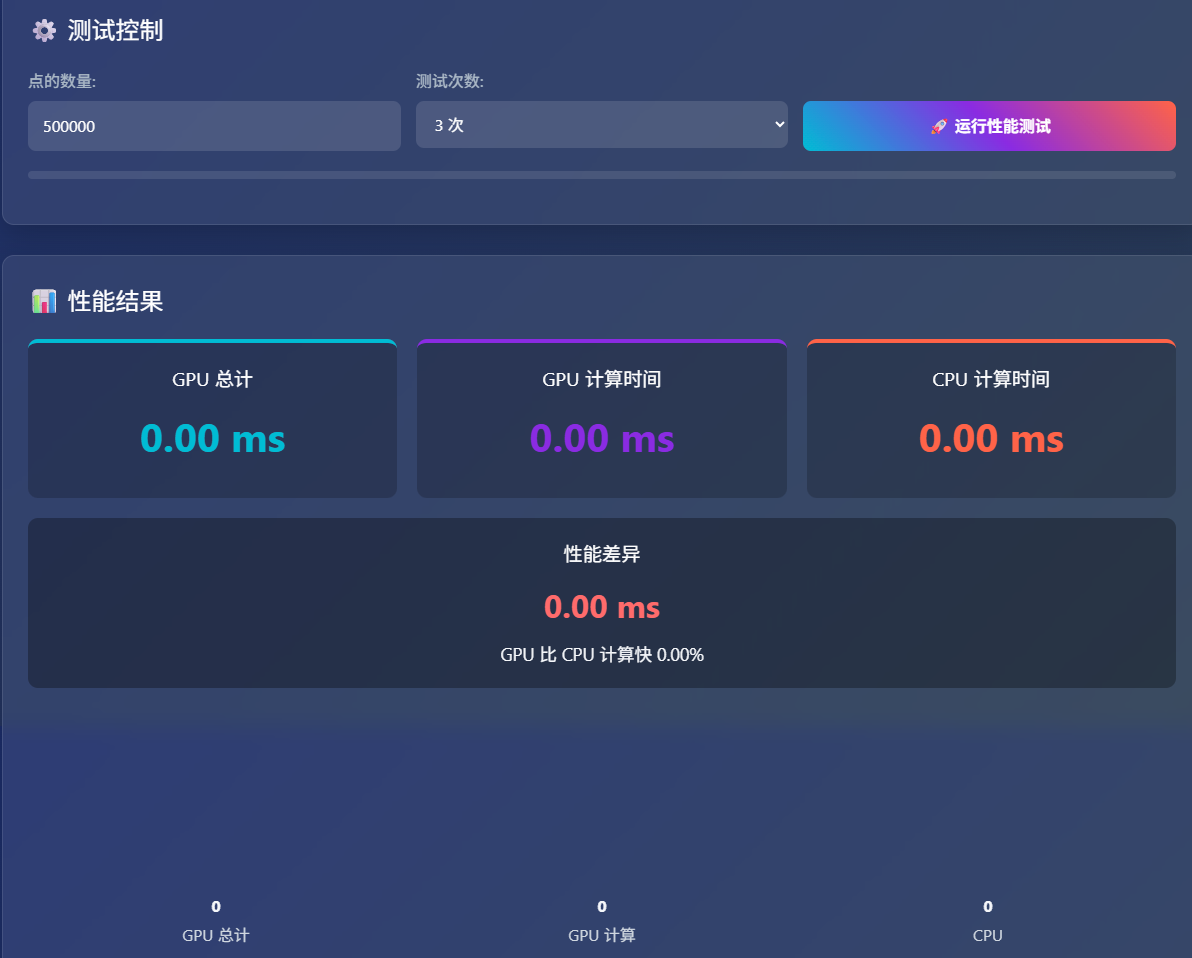 测试控制
点的数量:
测试次数:
500000
3 次
运行性能测试
性能结果
GPU 总计
GPU 计算时间
CPU 计算时间
0.00 ms
0.00 ms
0.00 ms
性能差异
0.00 ms
GPU 比 CPU 计算快 0.00%
0
0
0
GPU 总计
GPU 计算
CPU